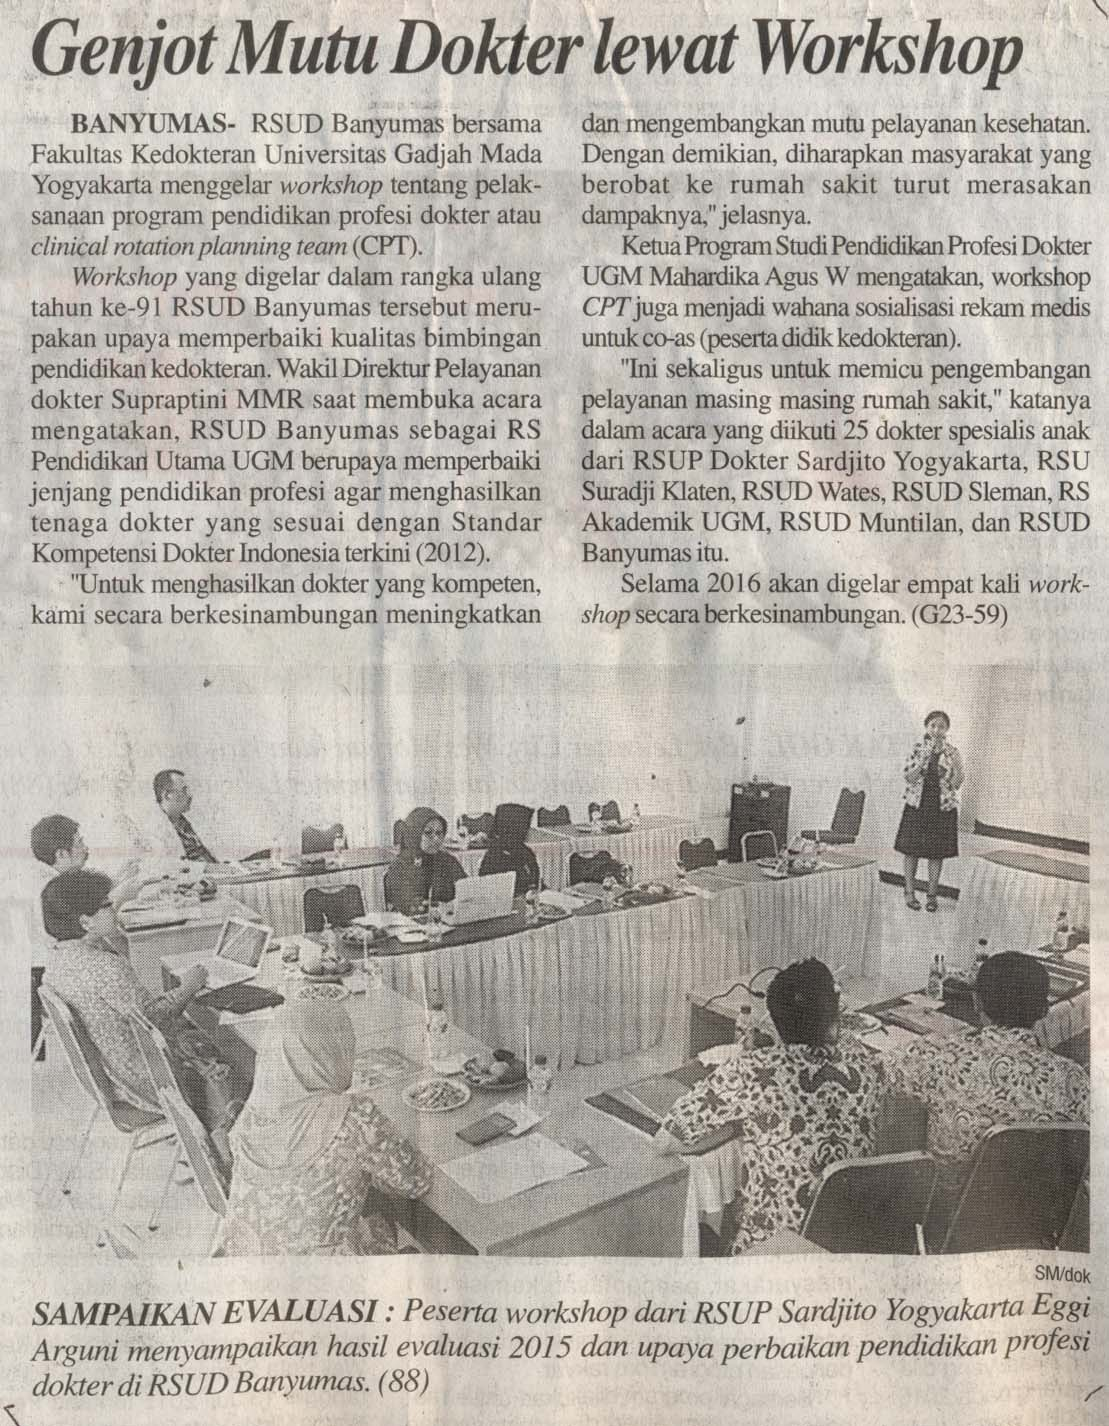 Genjot Mutu Dokter lewat Workshop
BANYUMAS- RSUD Banyumas bersama
Fakultas Kedokteran Universitas Gadjah Mada
Yogyakarta menggelar workshop tentang pelak-
sanaan program pendidikan profesi dokter atau
clinical rotation planning team (CPT).
Workshop yang digelar dalam rangka ulang
tahun ke-91 RSUD Banyumas tersebut meru-
pakan upaya memperbaiki kualitas bimbingan
pendidikan kedokteran. Wakil Direktur Pelayanan
dokter Supraptini MMR saat membuka acara
mengatakan, RSUD Banyumas sebagai RS
Pendidikan Utama UGM berupaya memperbaiki
jenjang pendidikan profesi agar menghasilkan
tenaga dokter yang sesuai dengan Standar
Kompetensi Dokter Indonesia terkini (2012).
"Untuk menghasilkan dokter yang kompeten,
kami secara berkesinambungan meningkatkan
dan mengembangkan mutu pelayanan kesehatan.
Dengan demikian, diharapkan masyarakat yang
berobat ke rumah sakit turut merasakan
dampaknya," jelasnya.
Ketua Program Studi Pendidikan Profesi Dokter
UGM Mahardika Agus W mengatakan, workshop
CPT juga menjadi wahana sosialisasi rekam medis
untuk co-as (peserta didik kedokteran).
"Ini sekaligus untuk memicu pengembangan
pelayanan masing masing rumah sakit," katanya
dalam acara yang diikuti 25 dokter spesialis anak
dari RSUP Dokter Sardjito Yogyakarta, RSU
Suradji Klaten, RSUD Wates, RSUD Sleman, RS
Akademik UGM, RSUD Muntilan, dan RSUD
Banyumas itu.
Selama 2016 akan digelar empat kali work-
shop secara berkesinambungan. (G23-59)
SM/dok
SAMPAIKAN EVALUASI : Peserta workshop dari RSUP Sardjito Yogyakarta Eggi
Arguni menyampaikan hasil evaluasi 2015 dan upaya perbaikan pendidikan profesi
dokter di RSUD Banyumas. (88)